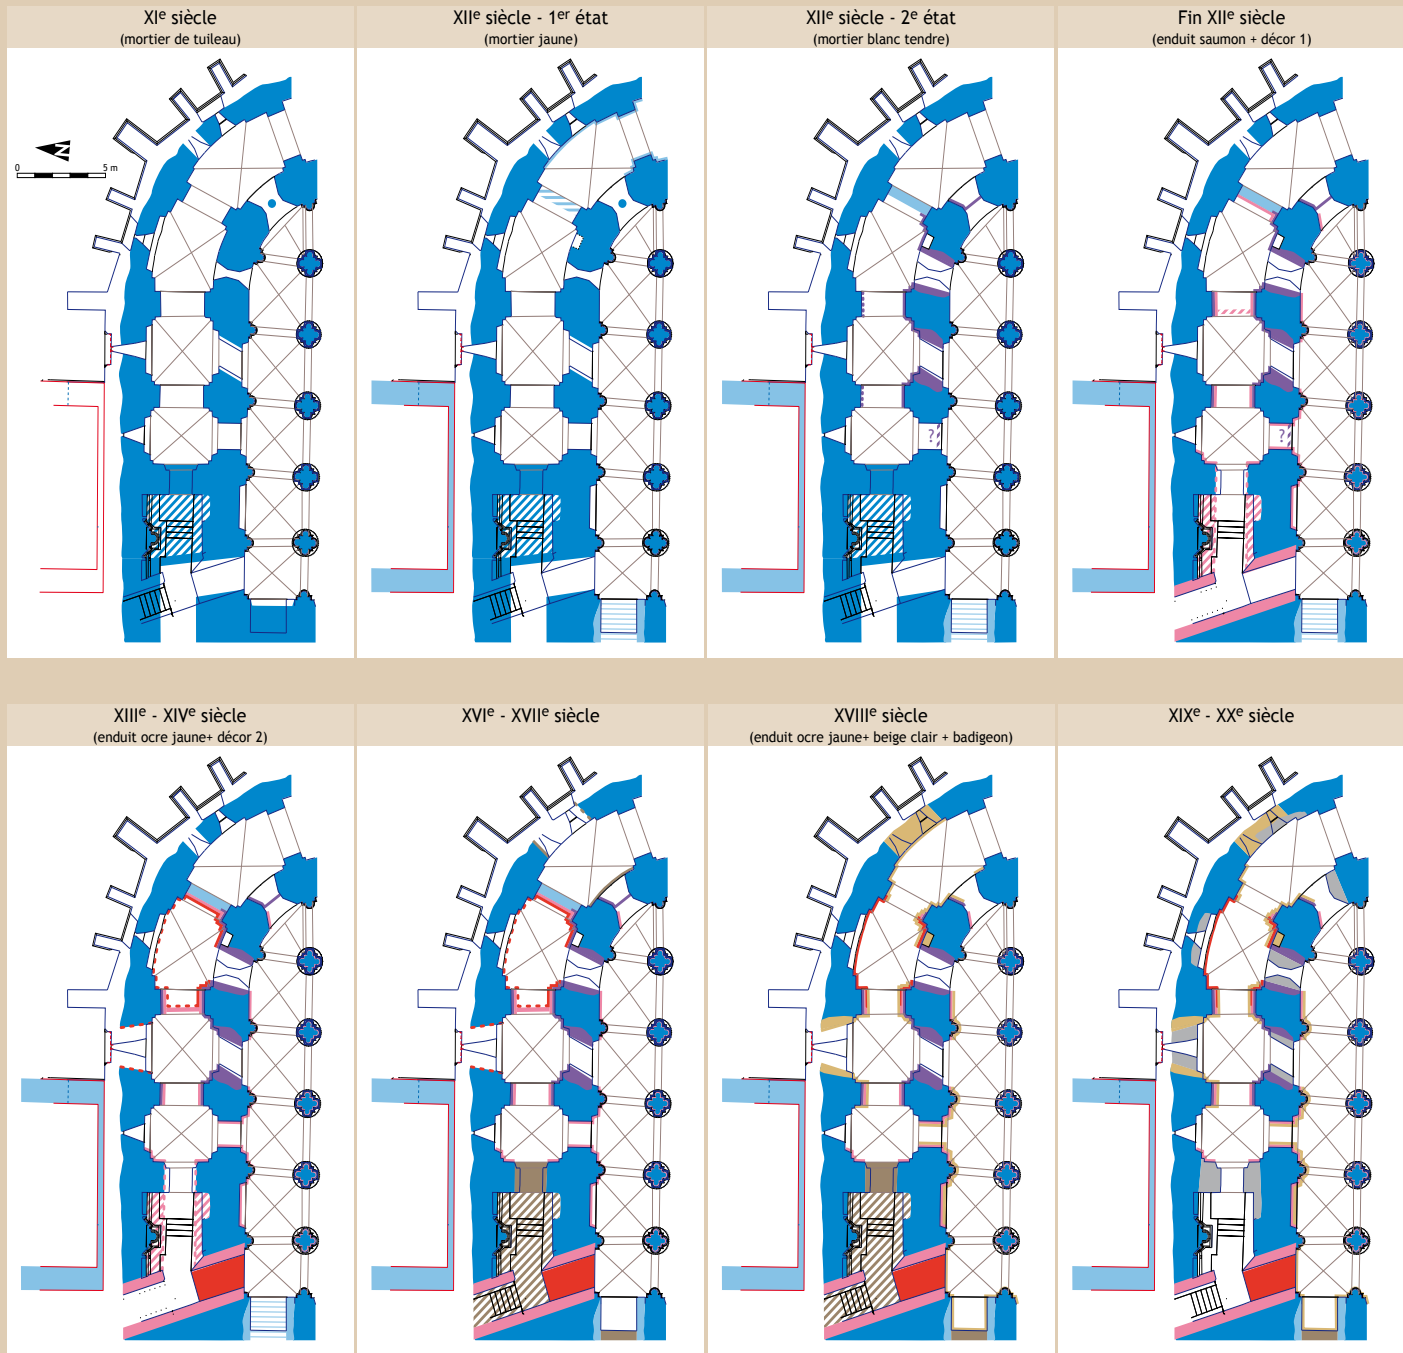 XIe siècle
(mortier de tuileau)
XIIe siècle - 1er état
(mortier jaune)
XIIe siècle - 2e état
(mortier blanc tendre)
Fin XIIe siècle
(enduit saumon + décor 1)
N
0 5 m
?
?
XIIIe - XIVe siècle
(enduit ocre jaune+ décor 2)
XVIe - XVIIe siècle
XVIIIe siècle
(enduit ocre jaune+ beige clair + badigeon)
XIXe - XXe siècle